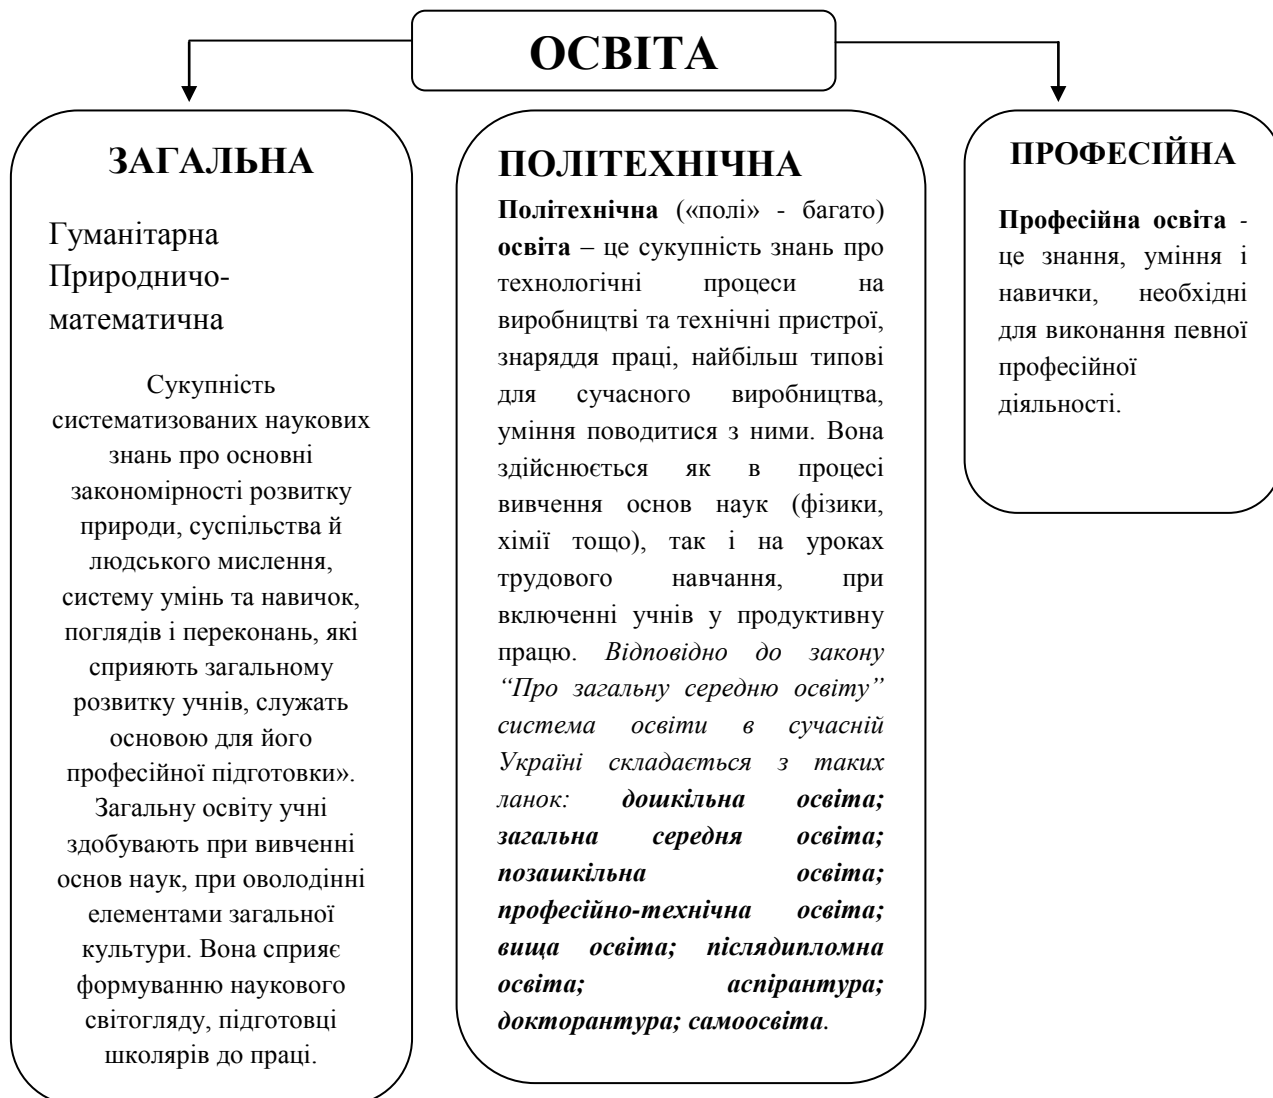 ОСВІТА
ЗАГАЛЬНА
Гуманітарна
Природничо-
математична
Сукупність
систематизованих наукових
знань про основні
закономірності розвитку
природи, суспільства й
людського мислення,
систему умінь та навичок,
поглядів і переконань, які
сприяють загальному
розвитку учнів, служать
основою для його
професійної підготовки».
Загальну освіту учні
здобувають при вивченні
основ наук, при оволодінні
елементами загальної
культури. Вона сприяє
формуванню наукового
світогляду, підготовці
школярів до праці.
ПОЛІТЕХНІЧНА
Політехнічна («полі» - багато)
освіта – це сукупність знань про
технологічні процеси на
виробництві та технічні пристрої,
знаряддя праці, найбільш типові
для сучасного виробництва,
уміння поводитися з ними. Вона
здійснюється як в процесі
вивчення основ наук (фізики,
хімії тощо), так і на уроках
трудового навчання, при
включенні учнів у продуктивну
працю. Відповідно до закону
“Про загальну середню освіту”
система освіти в сучасній
Україні складається з таких
ланок: дошкільна освіта;
загальна середня освіта;
позашкільна освіта;
професійно-технічна освіта;
вища освіта; післядипломна
освіта; аспірантура;
докторантура; самоосвіта.
ПРОФЕСІЙНА
Професійна освіта -
це знання, уміння і
навички, необхідні
для виконання певної
професійної
діяльності.